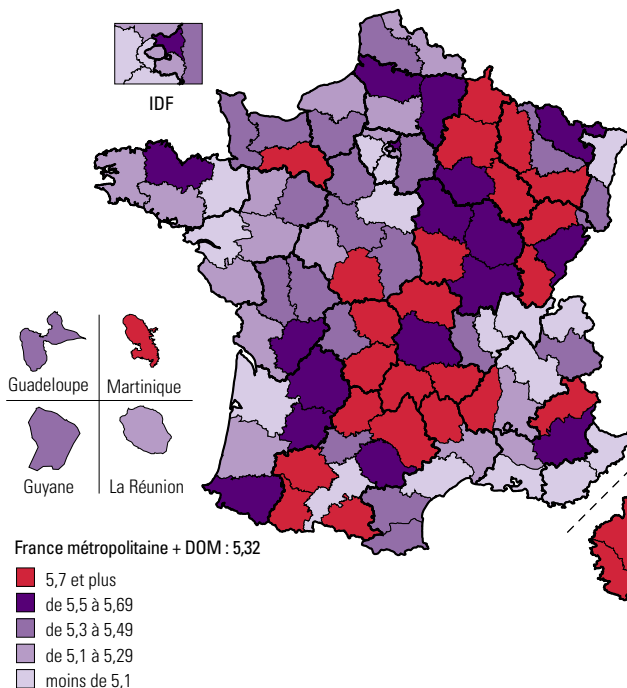 IDF
Guadeloupe
Martinique
Guyane
La Réunion
France métropolitaine + DOM : 5,32
5,7 et plus
de 5,5 à 5,69
de 5,3 à 5,49
de 5,1 à 5,29
moins de 5,1